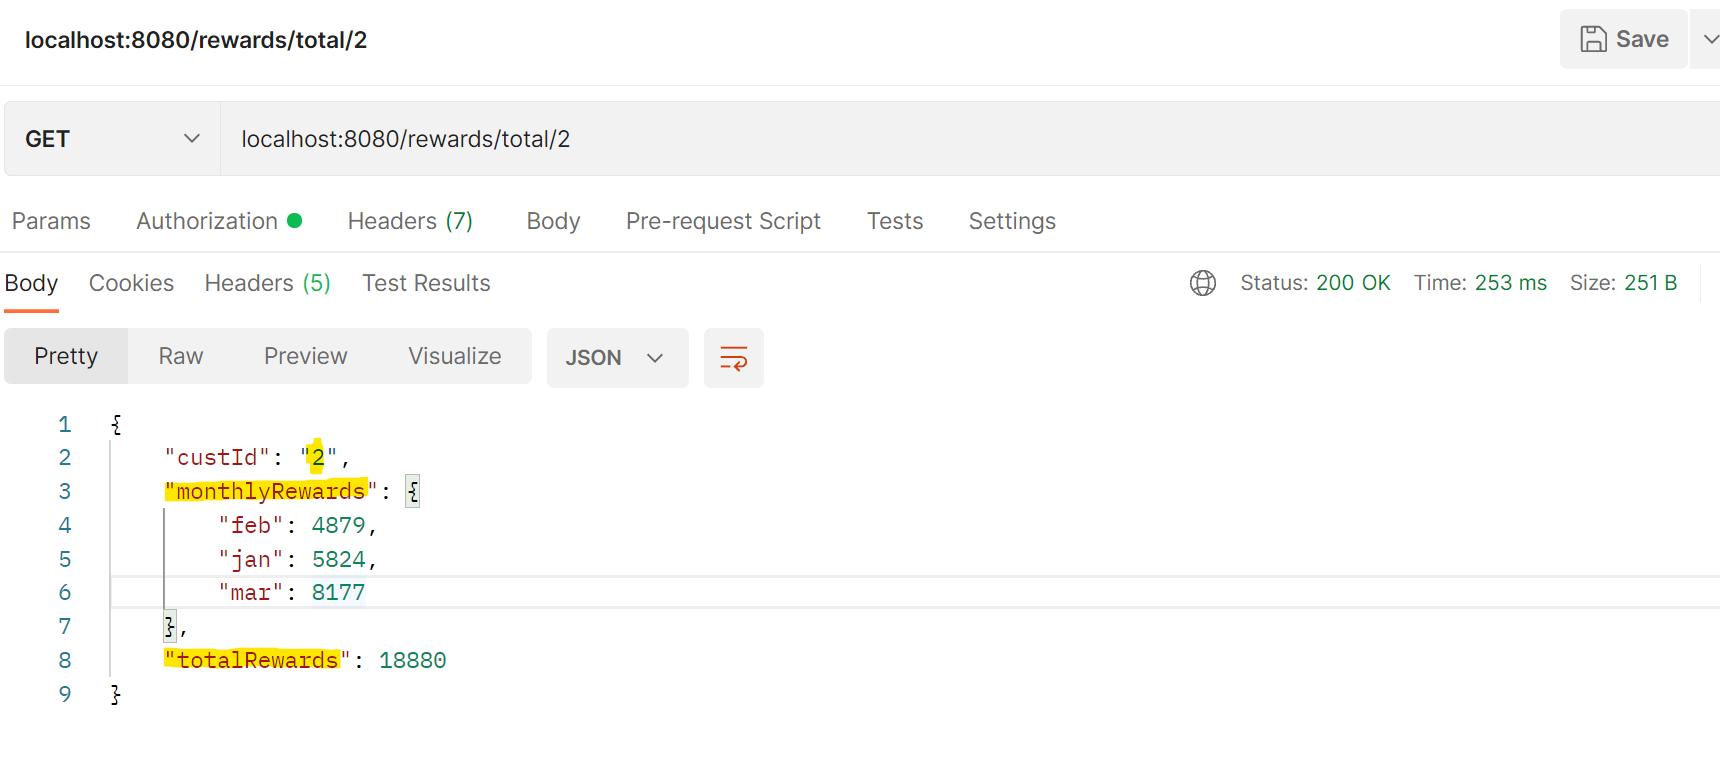 localhost:8080/rewards/total/2
Save
GET localhost:8080/rewards/total/2
Params Authorization Headers (7) Body Pre-request Script Tests Settings
Body Cookies Headers (5) Test Results Status: 200 OK Time: 253 ms Size: 251 B
Pretty Raw Preview Visualize JSON
1 {
2 "custId": "2",
3 "monthlyRewards": {
4 "feb": 4879,
5 "jan": 5824,
6 "mar": 8177
7 },
8 "totalRewards": 18880
9 }